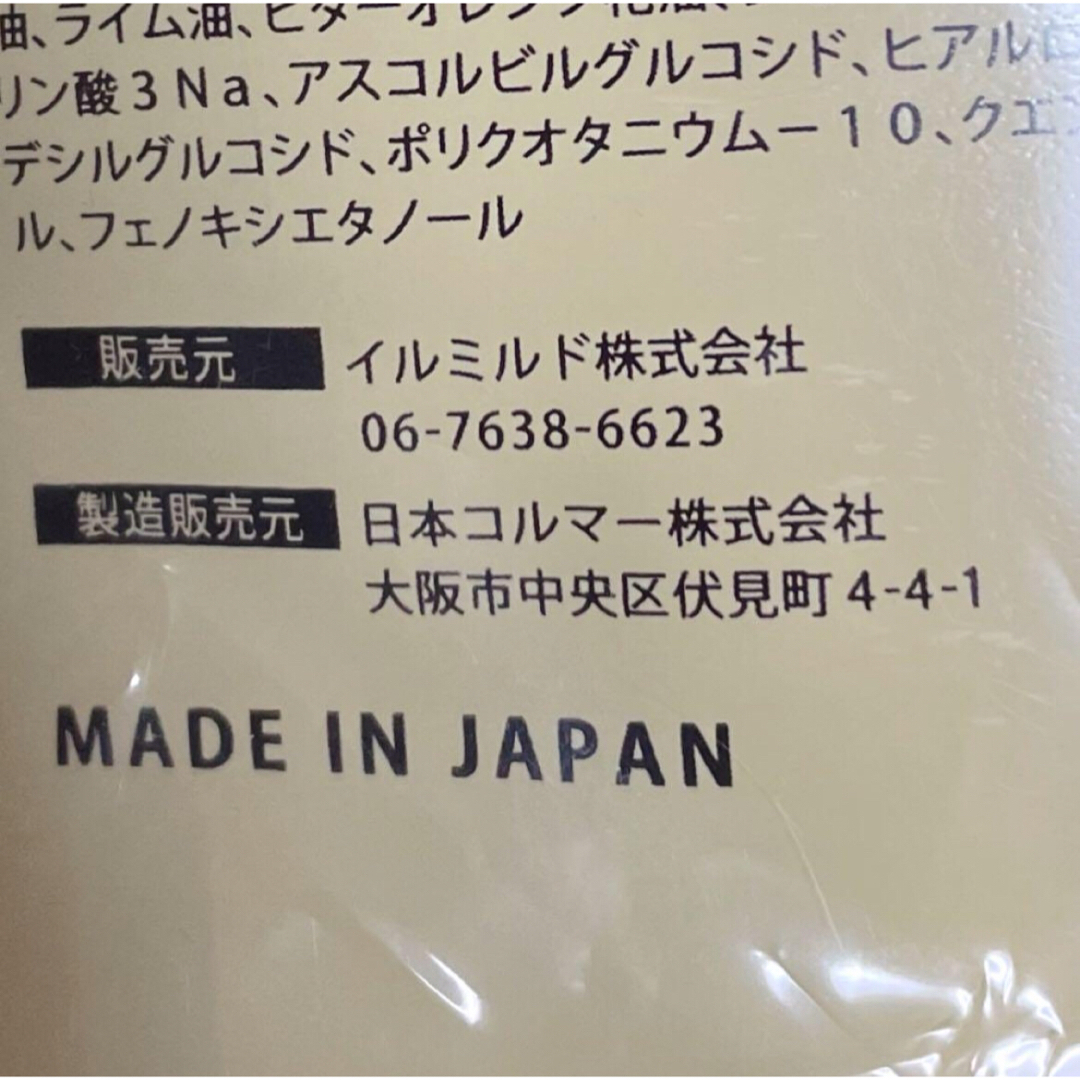 油、ライム油、ビターオレンジ花油、
リン酸３Ｎａ、アスコルビルグルコシド、ヒアルロ
デシルグルコシド、ポリクオタニウムー１０、クエン
ル、フェノキシエタノール
販売元 イルミルド株式会社
06-7638-6623
製造販売元 日本コルマー株式会社
大阪市中央区伏見町 4-4-1
MADE IN JAPAN